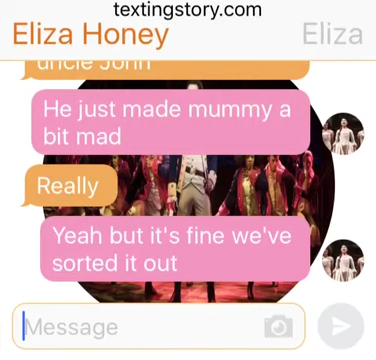 textingstory.com
Eliza Honey
Eliza
uncle John
He just made mummy a
bit mad
Really
Yeah but it's fine we've
sorted it out
Message